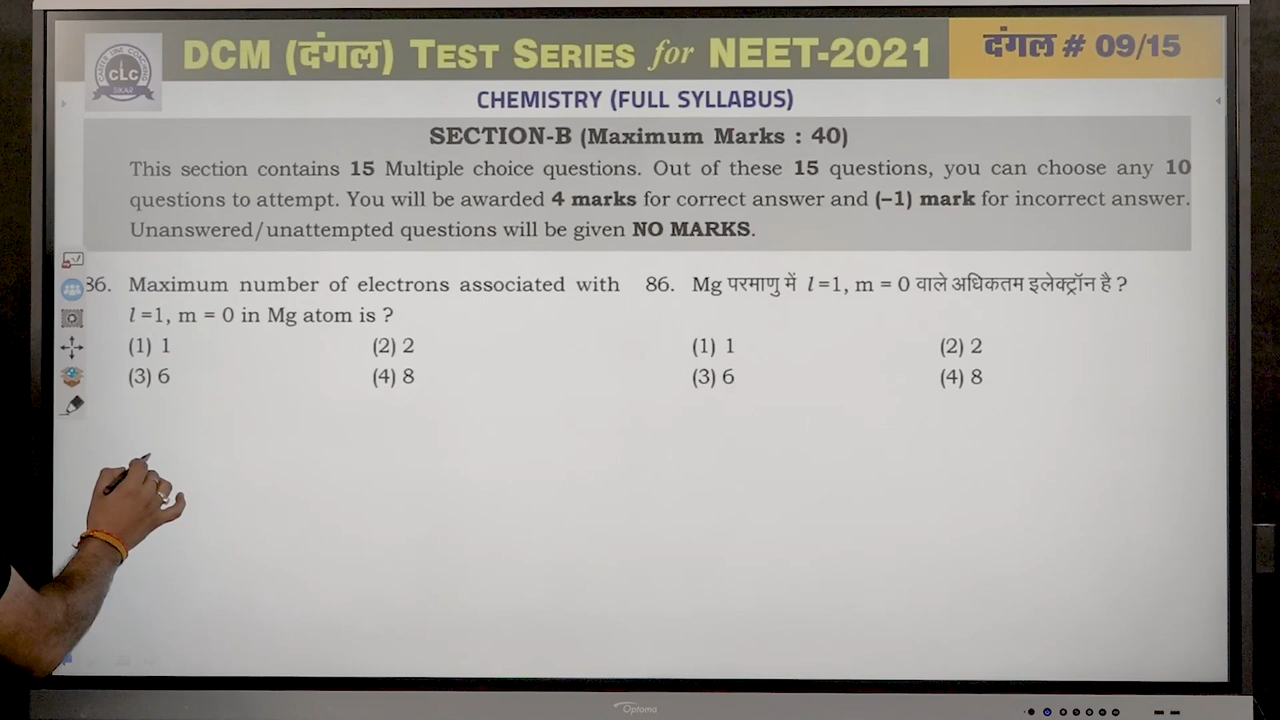 DCM (दंगल) TEST SERIES for NEET-2021
दंगल # 09/15
CLC
SIKAR
CHEMISTRY (FULL SYLLABUS)
SECTION-B (Maximum Marks : 40)
This section contains 15 Multiple choice questions. Out of these 15 questions, you can choose any 10
questions to attempt. You will be awarded 4 marks for correct answer and (–1) mark for incorrect answer.
Unanswered/unattempted questions will be given NO MARKS.
86. Maximum number of electrons associated with
l=1, m = 0 in Mg atom is ?
(1) 1 (2) 2
(3) 6 (4) 8
86. Mg परमाणु में l=1, m = 0 वाले अधिकतम इलेक्ट्रॉन है ?
(1) 1 (2) 2
(3) 6 (4) 8
Optoma